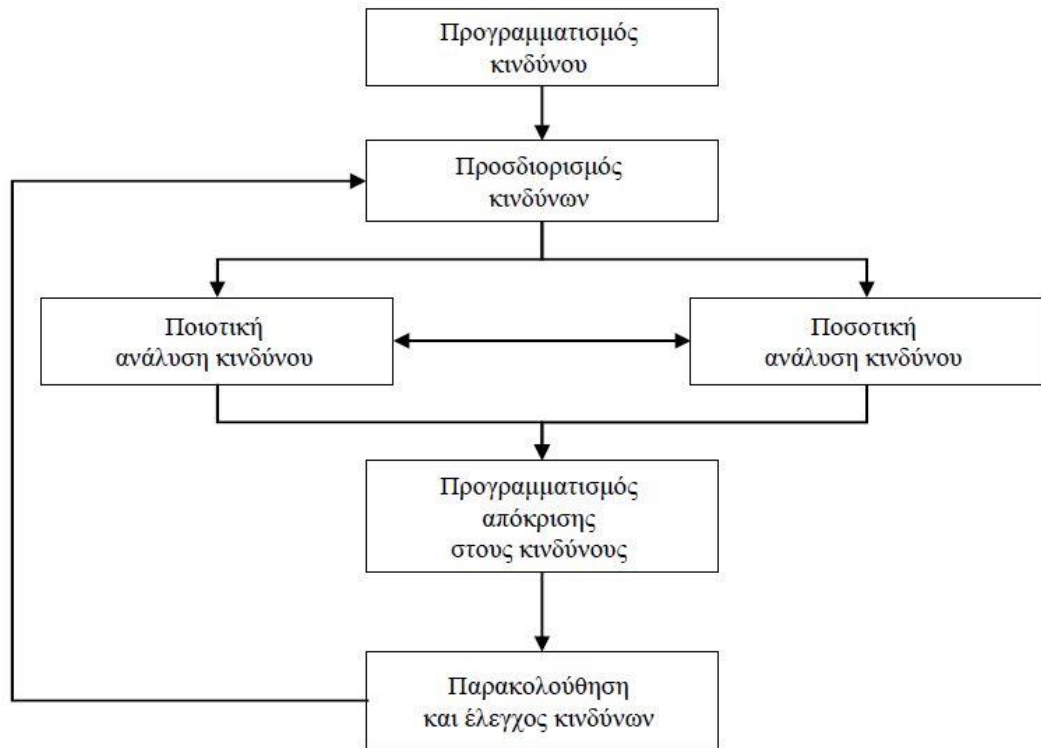 Προγραμματισμός
κινδύνου
Προσδιορισμός
κινδύνων
Ποιοτική
ανάλυση κινδύνου
Ποσοτική
ανάλυση κινδύνου
Προγραμματισμός
απόκρισης
στους κινδύνους
Παρακολούθηση
και έλεγχος κινδύνων